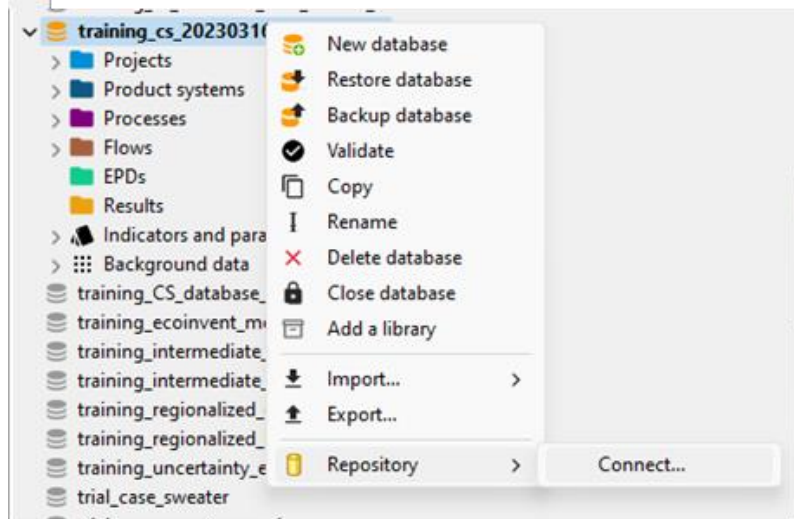 training_cs_20230316
Projects
Product systems
Processes
Flows
EPDs
Results
Indicators and para
Background data
training_CS_database_
training_ecoinvent_m
training_intermediate_
training_intermediate_
training_regionalized_
training_regionalized_
training_uncertainty_e
trial_case_sweater
New database
Restore database
Backup database
Validate
Copy
Rename
Delete database
Close database
Add a library
Import...
Export...
Repository
Connect...